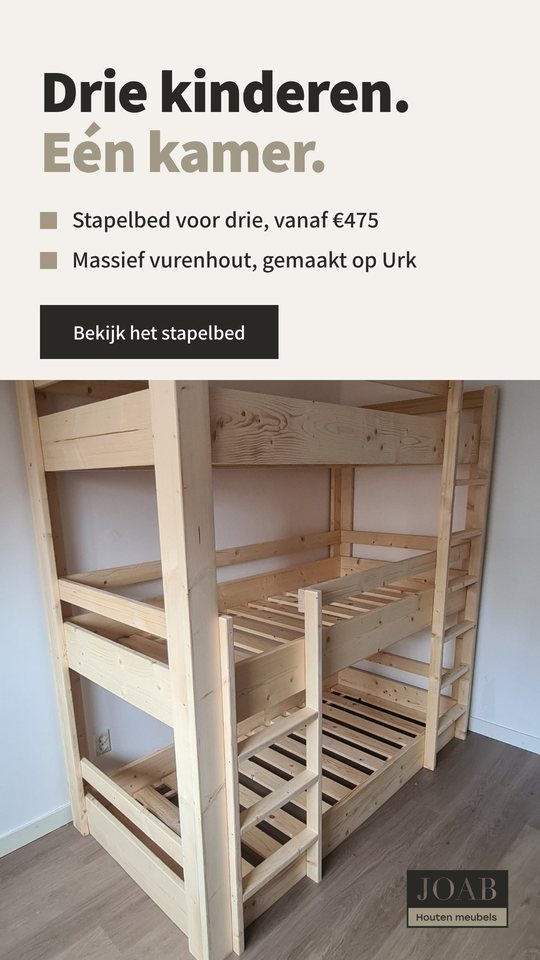 Drie kinderen.
Eén kamer.
Stapelbed voor drie, vanaf €475
Massief vurenhout, gemaakt op Urk
Bekijk het stapelbed
JOAB
Houten meubels